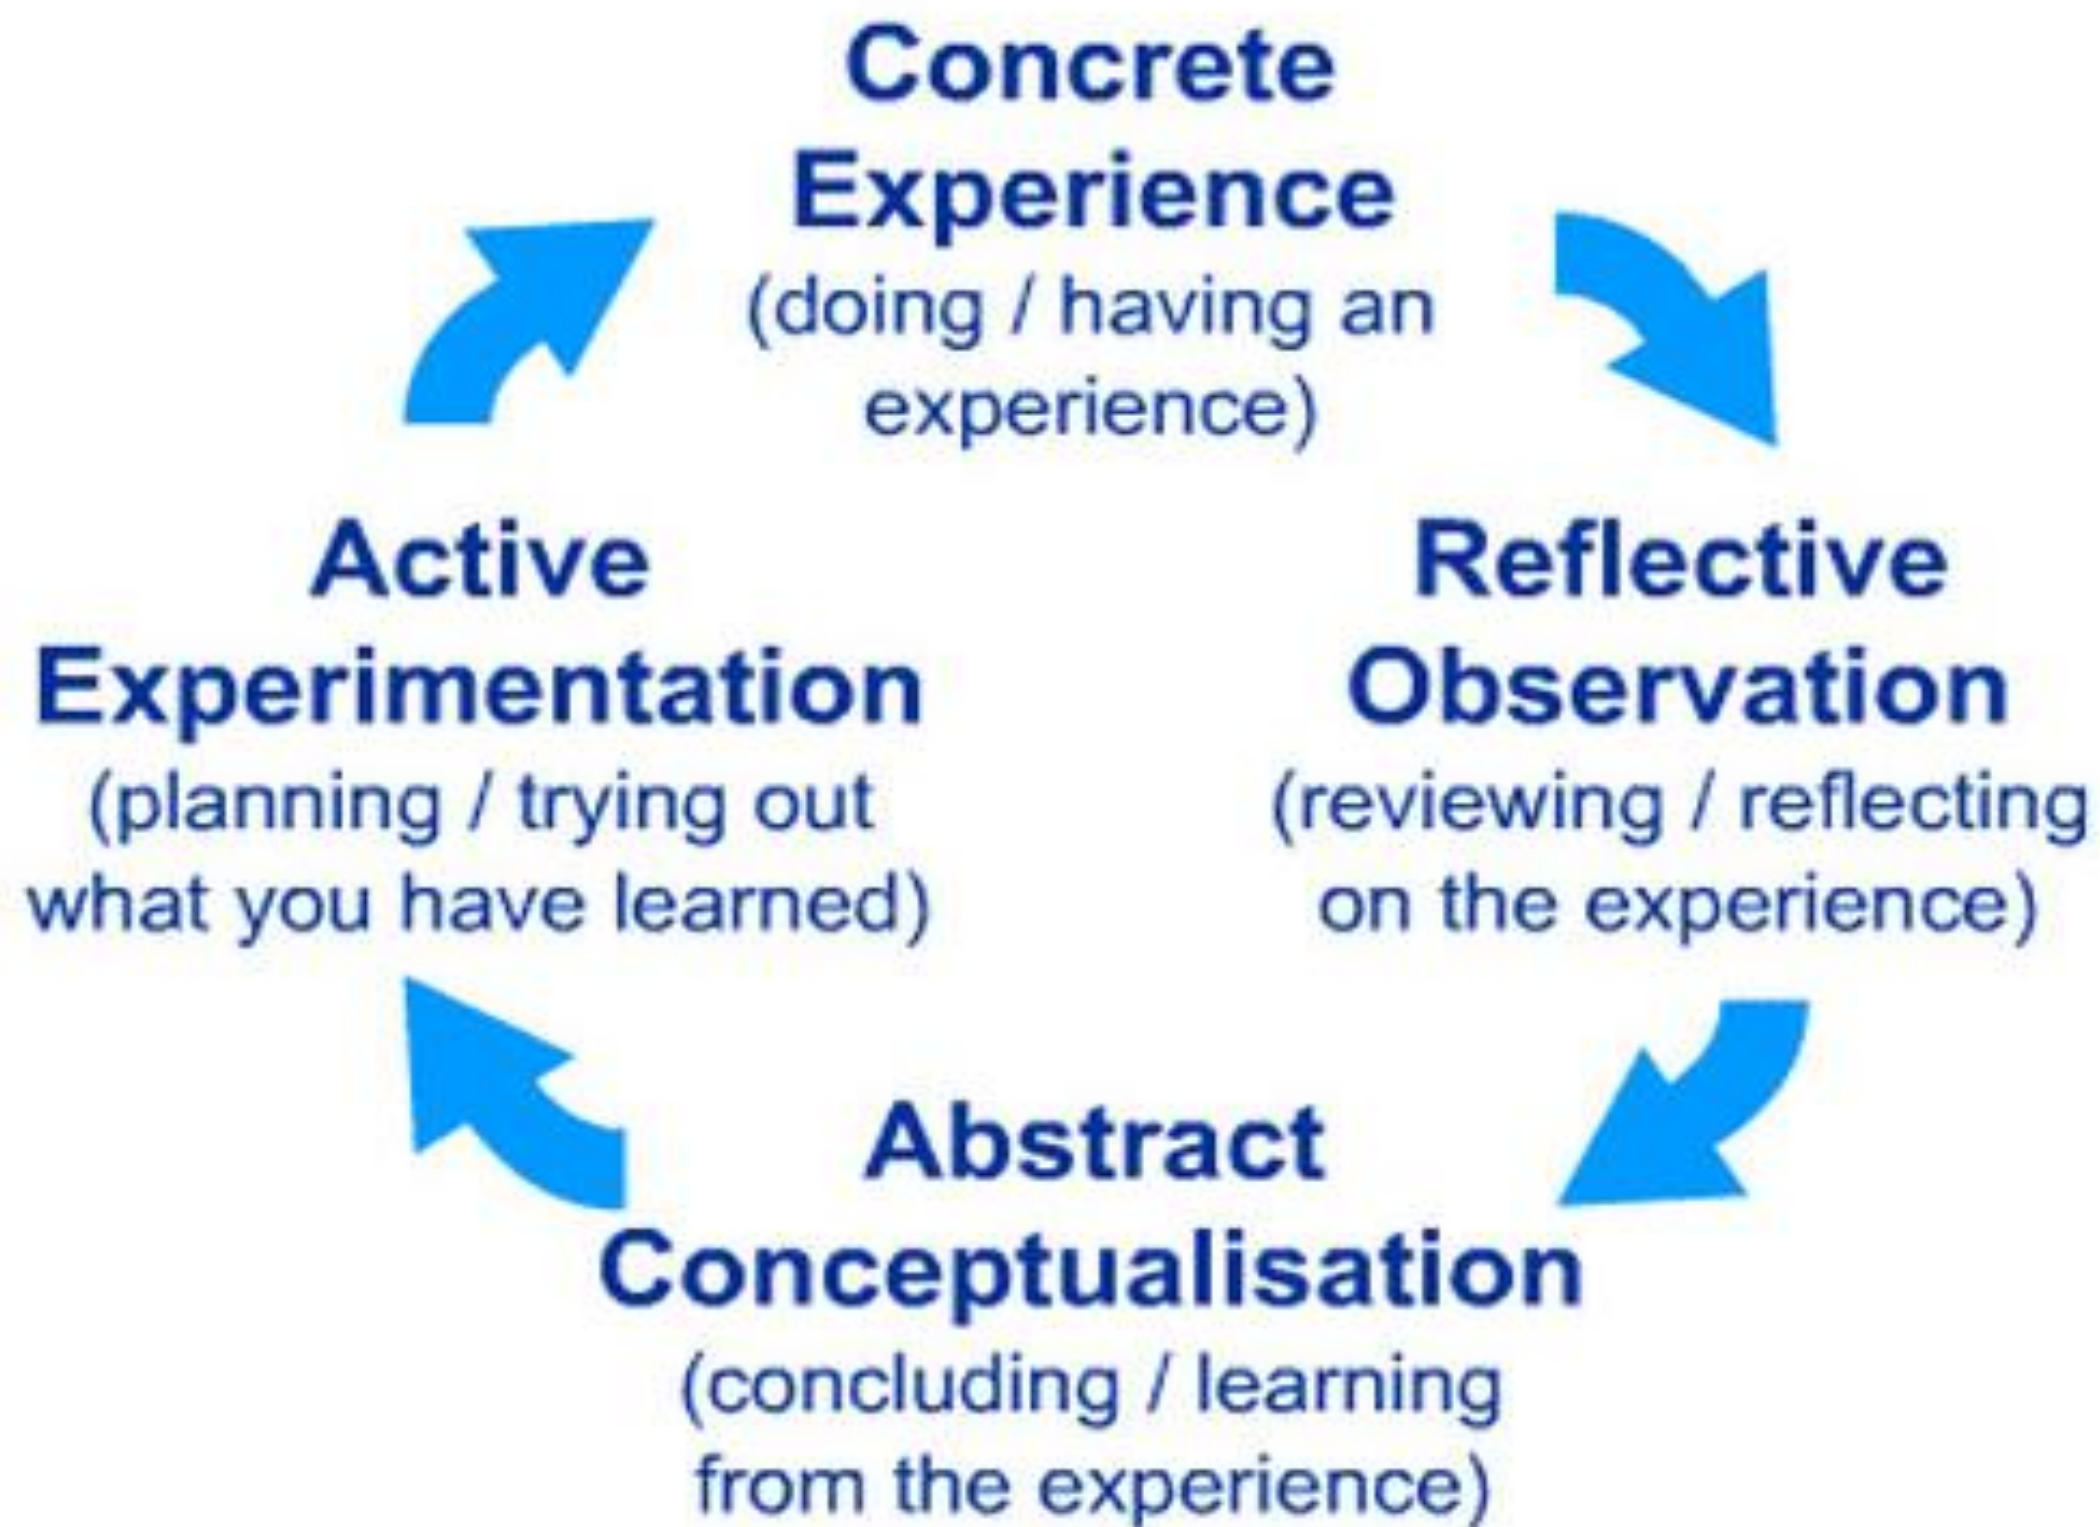 Concrete
Experience
(doing / having an
experience)
Reflective
Observation
(reviewing / reflecting
on the experience)
Abstract
Conceptualisation
(concluding / learning
from the experience)
Active
Experimentation
(planning / trying out
what you have learned)